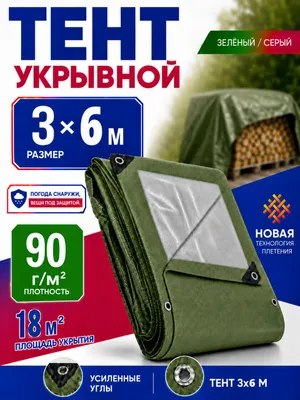 ТЕНТ
УКРЫВНОЙ
ЗЕЛЁНЫЙ / СЕРЫЙ
3×6 м
РАЗМЕР
ПОГОДА СНАРУЖИ,
ВЕЩИ ПОД ЗАЩИТОЙ.
90
г/м²
ПЛОТНОСТЬ
НОВАЯ
ТЕХНОЛОГИЯ
ПЛЕТЕНИЯ
18 м²
ПЛОЩАДЬ УКРЫТИЯ
УСИЛЕННЫЕ
УГЛЫ
ТЕНТ 3х6 М